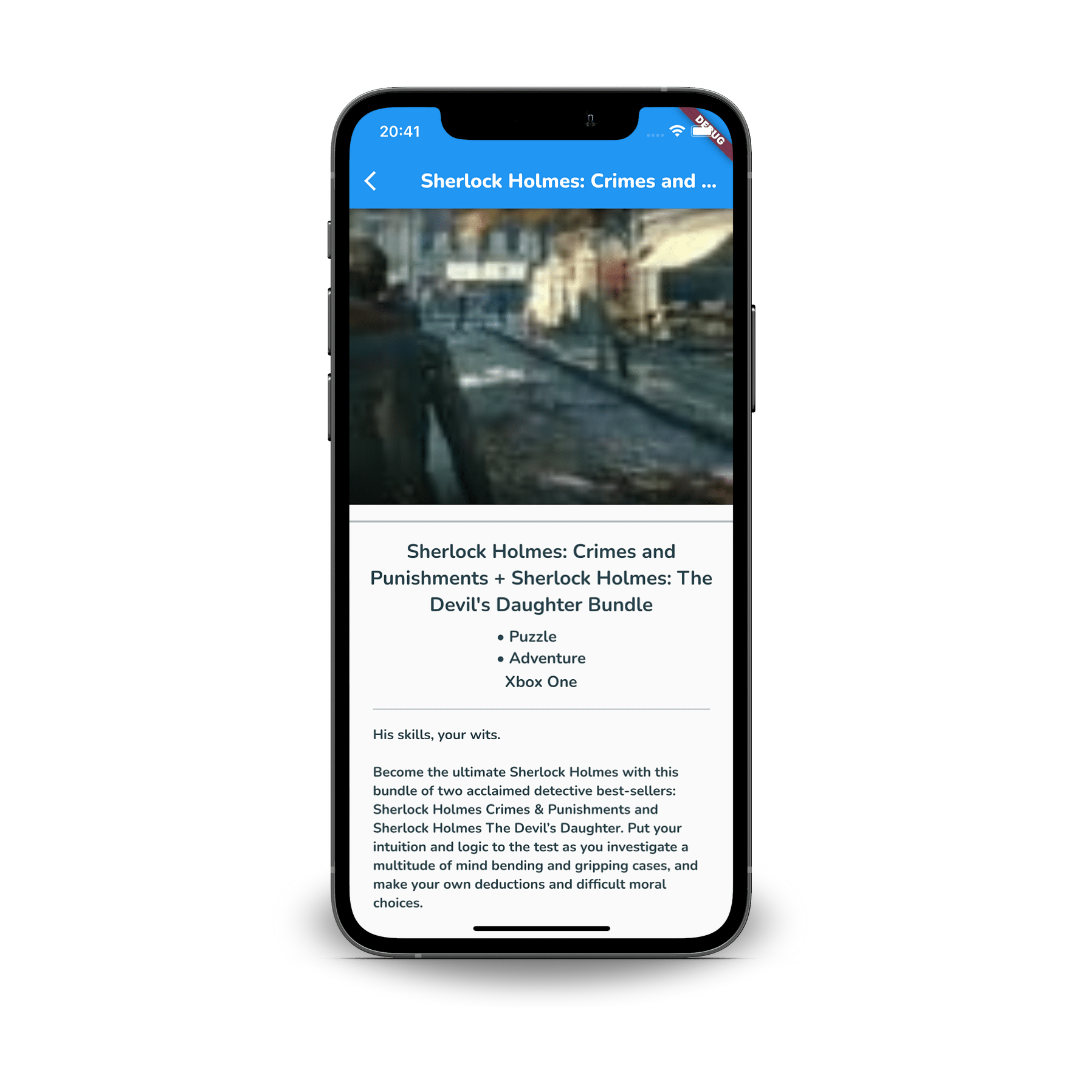 20:41
DEBUG
Sherlock Holmes: Crimes and ...
Sherlock Holmes: Crimes and
Punishments + Sherlock Holmes: The
Devil's Daughter Bundle
• Puzzle
• Adventure
Xbox One
His skills, your wits.
Become the ultimate Sherlock Holmes with this
bundle of two acclaimed detective best-sellers:
Sherlock Holmes Crimes & Punishments and
Sherlock Holmes The Devil's Daughter. Put your
intuition and logic to the test as you investigate a
multitude of mind bending and gripping cases, and
make your own deductions and difficult moral
choices.